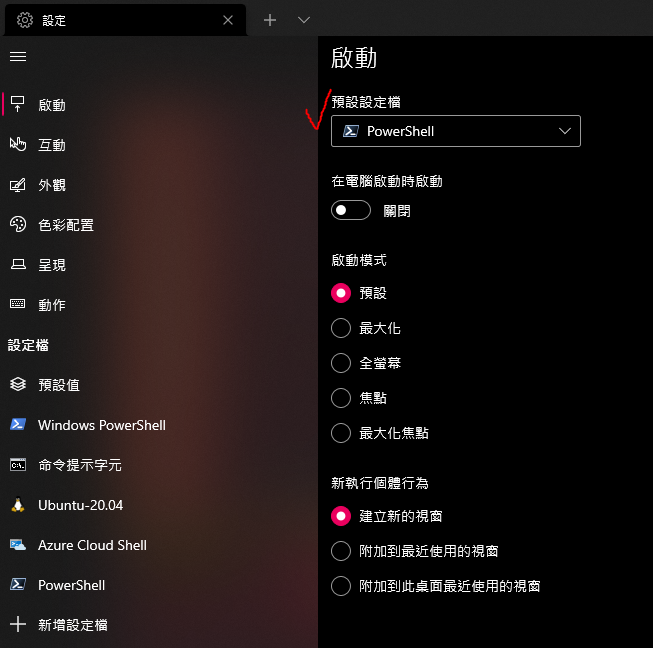 設定
啟動
互動
外觀
色彩配置
呈現
動作
設定檔
預設值
Windows PowerShell
命令提示字元
Ubuntu-20.04
Azure Cloud Shell
PowerShell
新增設定檔
啟動
預設設定檔
PowerShell
在電腦啟動時啟動
關閉
啟動模式
預設
最大化
全螢幕
焦點
最大化焦點
新執行個體行為
建立新的視窗
附加到最近使用的視窗
附加到此桌面最近使用的視窗